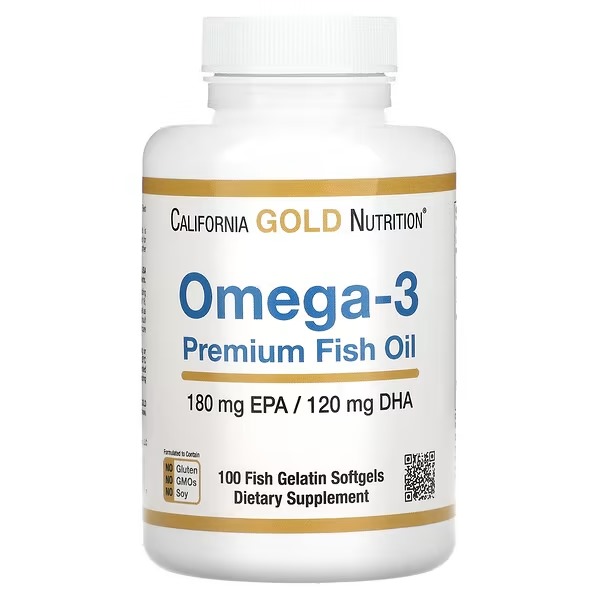 CALIFORNIA GOLD NUTRITION®
Omega-3
Premium Fish Oil
180 mg EPA / 120 mg DHA
Formulated to Contain
NO Gluten
NO GMOs
NO Soy
100 Fish Gelatin Softgels
Dietary Supplement